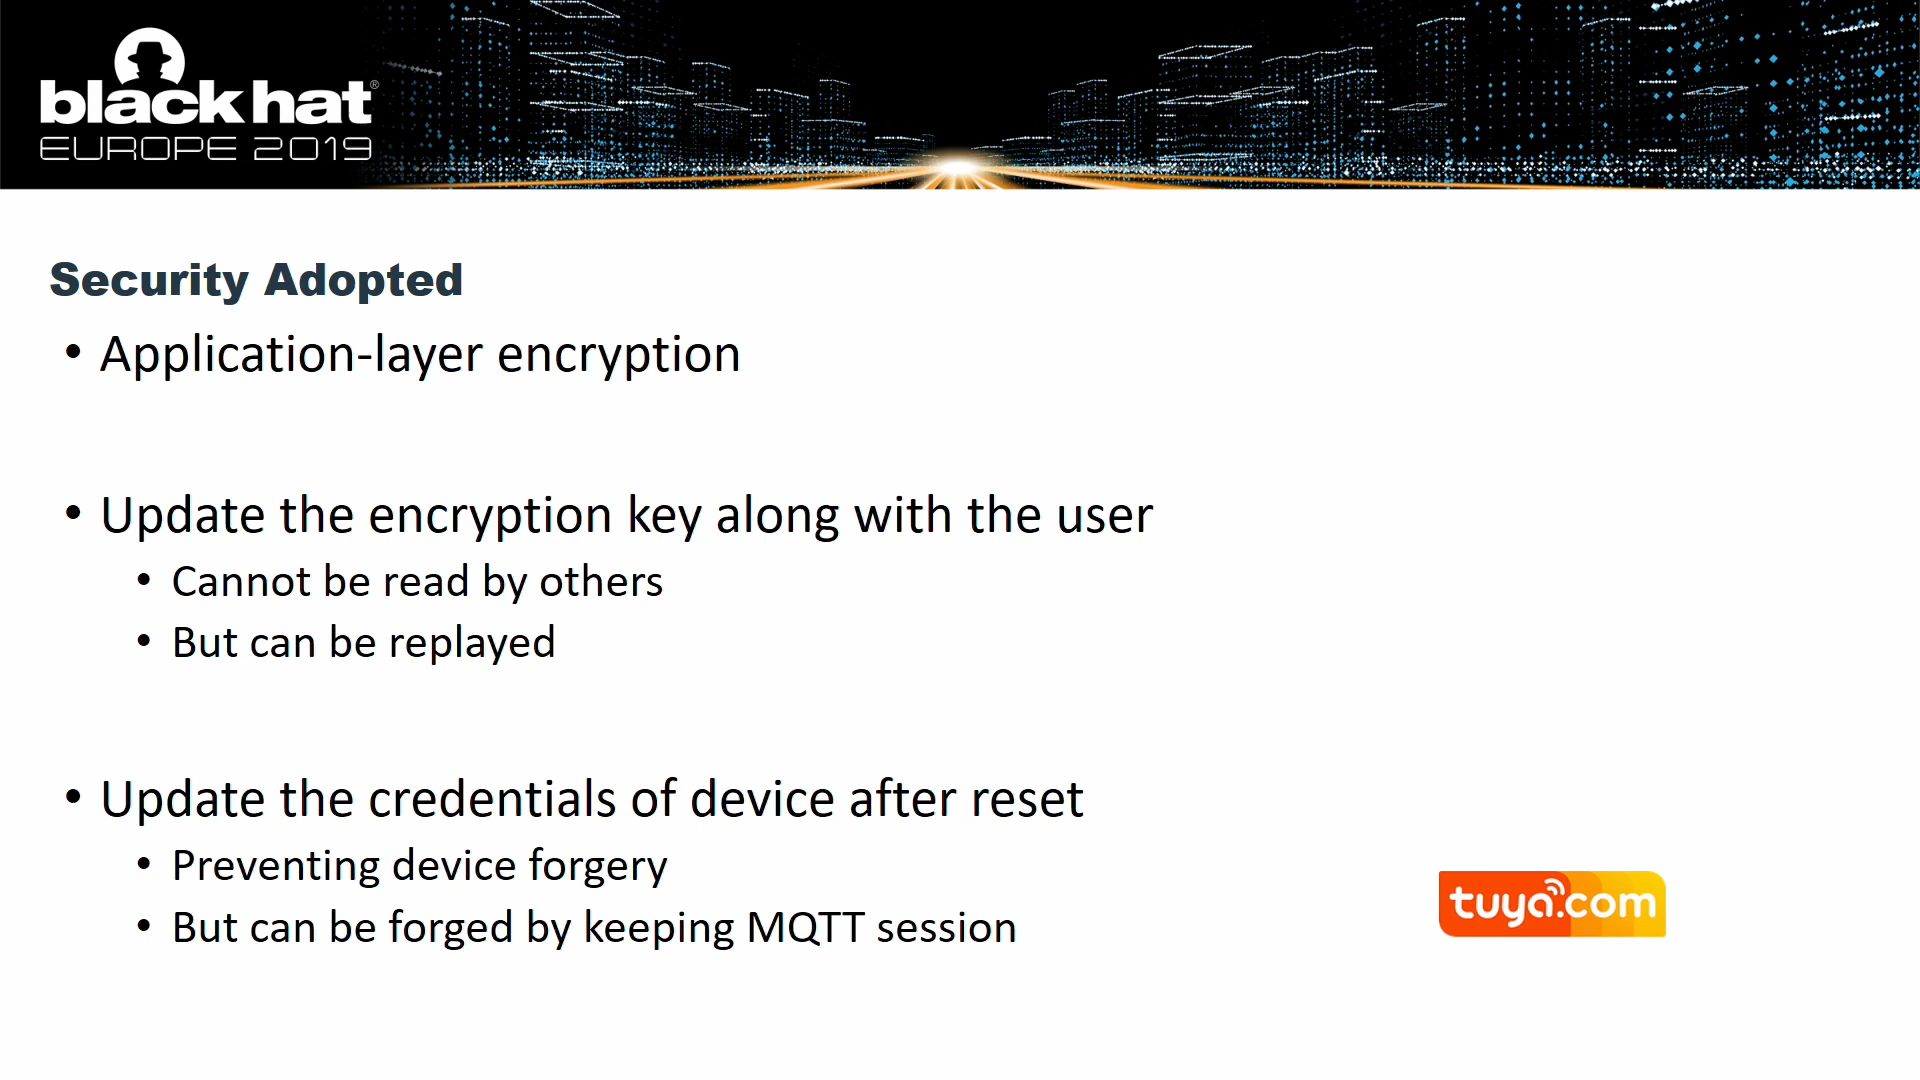 black hat®
EUROPE 2019
Security Adopted
• Application-layer encryption
• Update the encryption key along with the user
• Cannot be read by others
• But can be replayed
• Update the credentials of device after reset
• Preventing device forgery
• But can be forged by keeping MQTT session
tuya.com